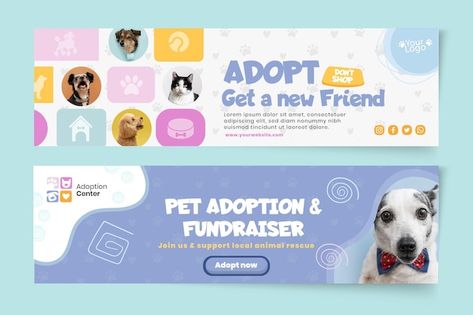 ADOPT
DON'T
SHOP
Get a new Friend
www.yourwebsite.com
Your
Logo
Adoption
Center
PET ADOPTION &
FUNDRAISER
Join us & support local animal rescue
Adopt now